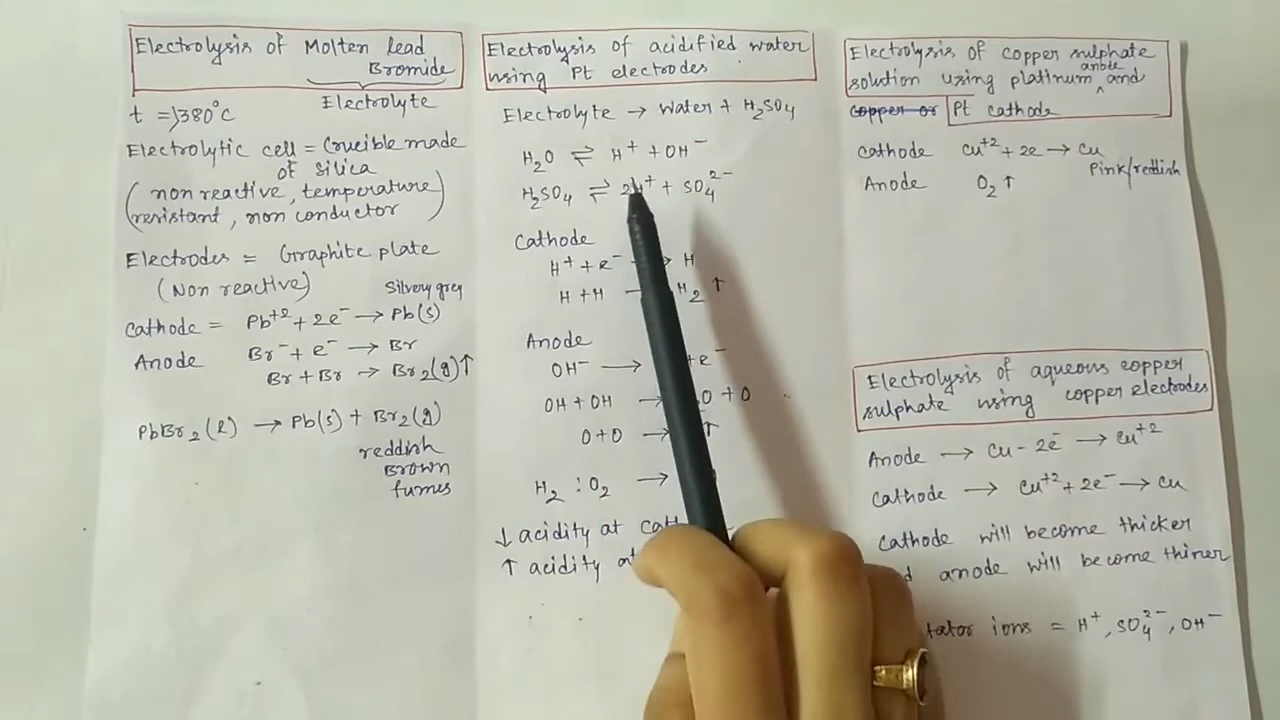 Electrolysis of Molten lead
Bromide
Electrolyte
t = 380°C
Electrolytic cell = Crucible made
of silica
(non reactive, temperature
resistant, non conductor)
Electrodes = Graphite plate
(Non reactive)
Silvery grey
Cathode = Pb+2 + 2e- → Pb(s)
Anode Br- + e- → Br
Br + Br → Br2(g)↑
PbBr2(l) → Pb(s) + Br2(g)
reddish
Brown
fumes
Electrolysis of acidified water
using Pt electrodes
Electrolyte → Water + H2SO4
H2O ⇌ H+ + OH-
H2SO4 ⇌ 2H+ + SO4 2-
Cathode
H+ + e- → H
H + H → H2 ↑
Anode
OH- → + e-
OH + OH → O + O
O + O → ↑
H2 : O2 →
↓ acidity at
↑ acidity at
Electrolysis of copper sulphate
solution using platinum anode and
copper or Pt cathode
Cathode Cu+2 + 2e → Cu
Pink/reddish
Anode O2↑
Electrolysis of aqueous copper
sulphate using copper electrodes
Anode → Cu - 2e- → Cu+2
Cathode → Cu+2 + 2e- → Cu
Cathode will become thicker
anode will become thiner
ions = H+, SO4 2-, OH-